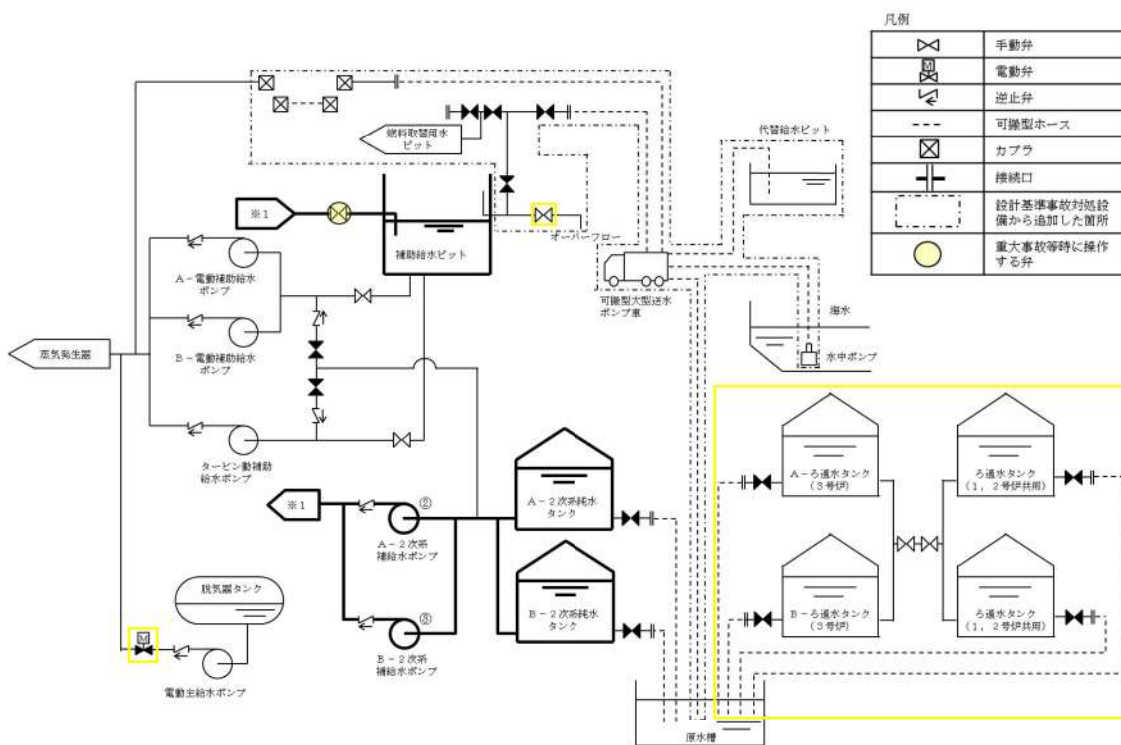 凡例
手動弁
M
電動弁
逆止弁
可搬型ホース
カプラ
接続口
設計基準事故対処設
備から追加した箇所
重大事故等時に操作
する弁
燃料取替用水
ピット
代替給水ピット
※1
オーバーフロー
補助給水ピット
A-電動補助給水
ポンプ
可搬型大型送水
ポンプ車
海水
蒸気発生器
B-電動補助給水
ポンプ
水中ポンプ
タービン動補助
給水ポンプ
A-ろ過水タンク
(3号炉)
ろ過水タンク
(1,2号炉共用)
※1
②
A-2次系
補給水ポンプ
A-2次系純水
タンク
脱気器タンク
③
B-2次系
補給水ポンプ
B-2次系純水
タンク
B-ろ過水タンク
(3号炉)
ろ過水タンク
(1,2号炉共用)
M
電動主給水ポンプ
原水槽